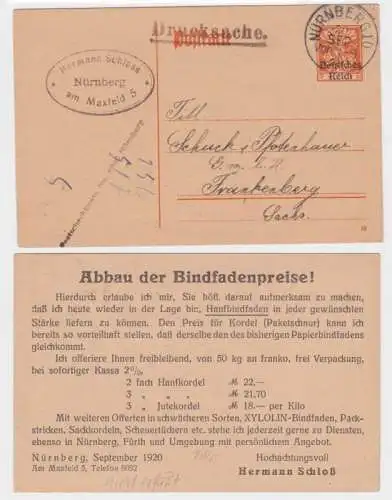 Drucksache.
Postkarte
NÜRNBERG 10
SEP
Deutsches
Reich
Hermann Schloss
Nürnberg
am Maxfeld 5
Schuck & Pfotenhauer
G. m. b. H.
Frankenberg
Sachs.
Abbau der Bindfadenpreise!
Hierdurch erlaube ich mir, Sie höfl. darauf aufmerksam zu machen,
daß ich heute wieder in der Lage bin, Hanfbindfaden in jeder gewünschten
Stärke liefern zu können. Den Preis für Kordel (Paketschnur) kann ich
bereits so vorteilhaft stellen, daß derselbe den des bisherigen Papierbindfadens
gleichkommt.
Ich offeriere Ihnen freibleibend, von 50 kg an franko, frei Verpackung,
bei sofortiger Kassa 2%,
2 fach Hanfkordel M 22,—
3 „ „ M 21,70
3 „ Jutekordel M 18.— per Kilo
Mit weiteren Offerten in schwächeren Sorten, XYLOLIN-Bindfaden, Pack-
stricken, Sackkordeln, Scheuertüchern etc. stehe ich jederzeit gerne zu Diensten,
ebenso in Nürnberg, Fürth und Umgebung mit persönlichem Angebot.
Nürnberg, September 1920 Hochachtungsvoll
Am Maxfeld 5, Telefon 8092 Hermann Schloß